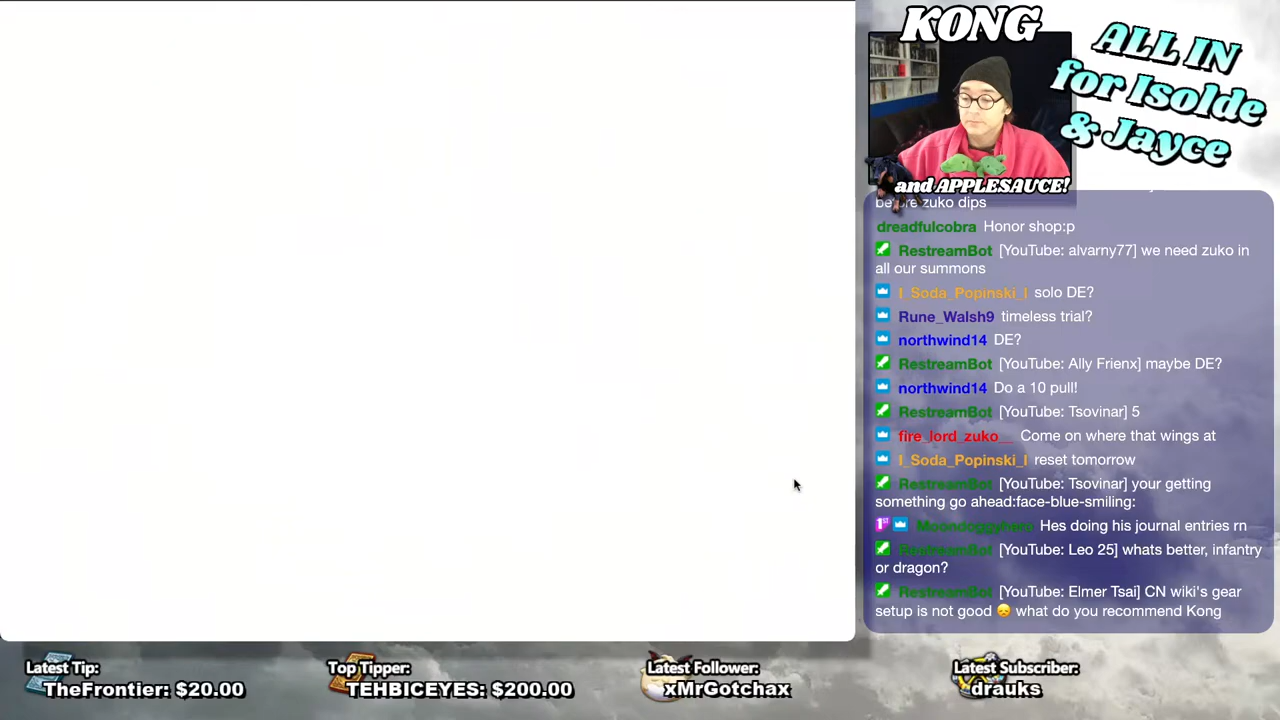 KONG
and APPLESAUCE!
ALL IN
for Isolde
& Jayce
before zuko dips
dreadfulcobra Honor shop:p
RestreamBot [YouTube: alvarny77] we need zuko in
all our summons
I_Soda_Popinski_I solo DE?
Rune_Walsh9 timeless trial?
northwind14 DE?
RestreamBot [YouTube: Ally Frienx] maybe DE?
northwind14 Do a 10 pull!
RestreamBot [YouTube: Tsovinar] 5
fire_lord_zuko__ Come on where that wings at
I_Soda_Popinski_I reset tomorrow
RestreamBot [YouTube: Tsovinar] your getting
something go ahead:face-blue-smiling:
1ST Moondoggyhero Hes doing his journal entries rn
RestreamBot [YouTube: Leo 25] whats better, infantry
or dragon?
RestreamBot [YouTube: Elmer Tsai] CN wiki's gear
setup is not good 😞 what do you recommend Kong
Latest Tip:
TheFrontier: $20.00
Top Tipper:
TEHBICEYES: $200.00
Latest Follower:
xMrGotchax
Latest Subscriber:
drauks